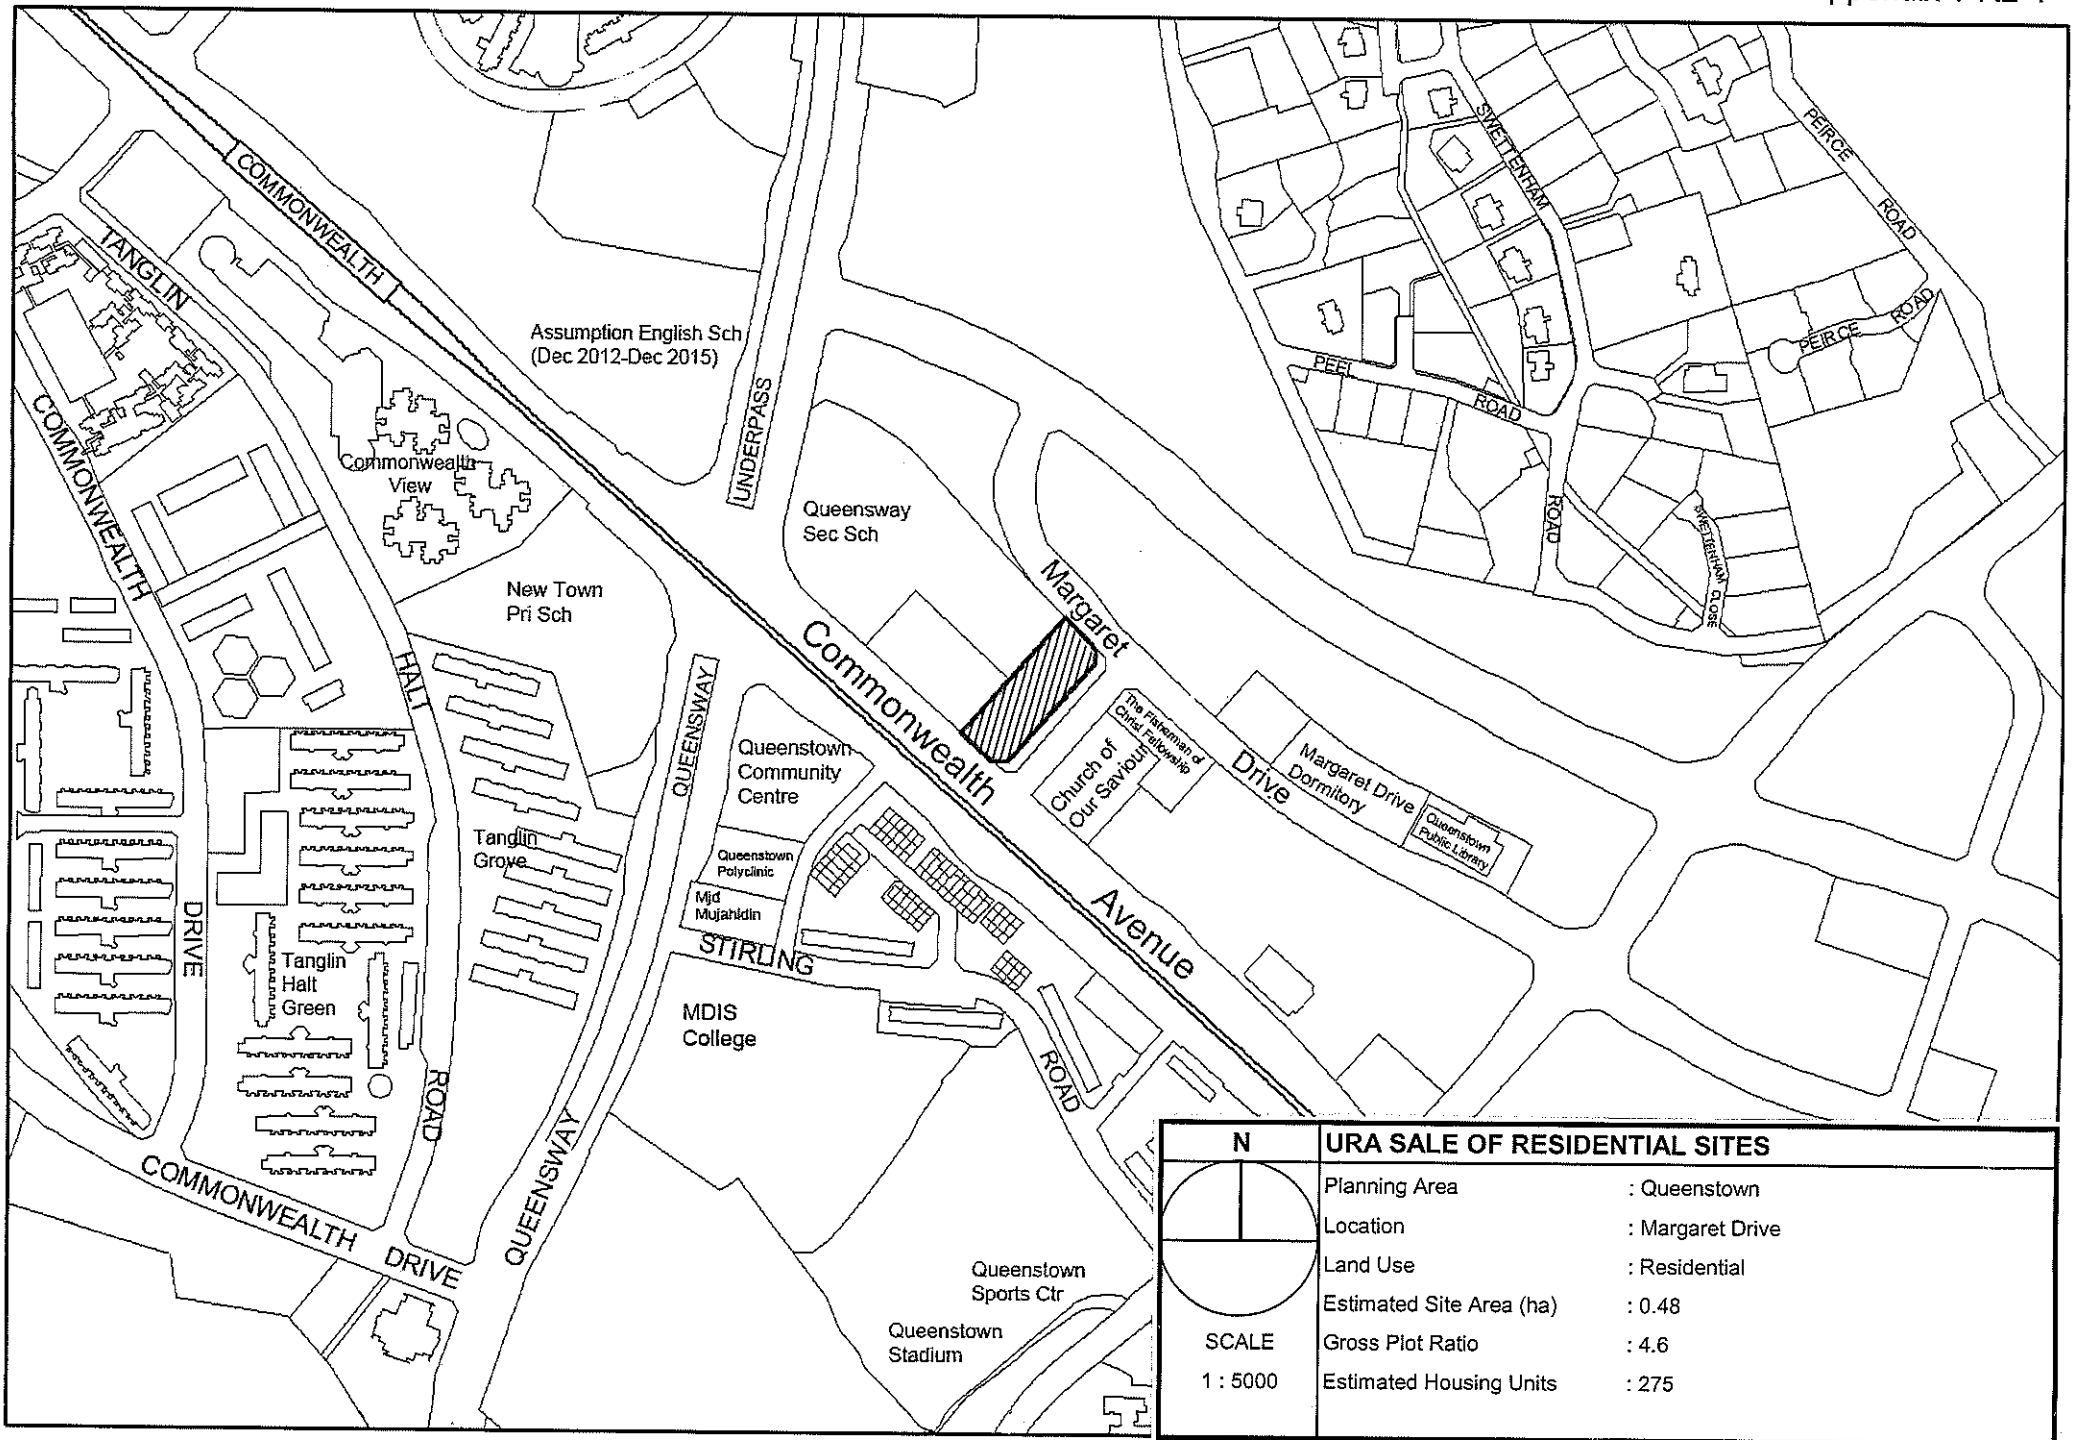 COMMONWEALTH
TANGLIN
Assumption English Sch
(Dec 2012-Dec 2015)
UNDERPASS
SWETTENHAM
PEIRCE
ROAD
PEIRCE ROAD
PEEL
ROAD
ROAD
SWETTENHAM CLOSE
COMMONWEALTH
Commonwealth
View
Queensway
Sec Sch
New Town
Pri Sch
Margaret
Commonwealth
HALT
QUEENSWAY
Queenstown
Community
Centre
The Fisherman of
Christ Fellowship
Church of
Our Saviour
Drive
Margaret Drive
Dormitory
Queenstown
Public Library
Tanglin
Grove
Queenstown
Polyclinic
Mjd
Mujahidin
Avenue
DRIVE
STIRLING
Tanglin
Halt
Green
MDIS
College
ROAD
ROAD
QUEENSWAY
COMMONWEALTH
DRIVE
Queenstown
Sports Ctr
Queenstown
Stadium
N
URA SALE OF RESIDENTIAL SITES
Planning Area : Queenstown
Location : Margaret Drive
Land Use : Residential
Estimated Site Area (ha) : 0.48
SCALE
Gross Plot Ratio : 4.6
1 : 5000
Estimated Housing Units : 275